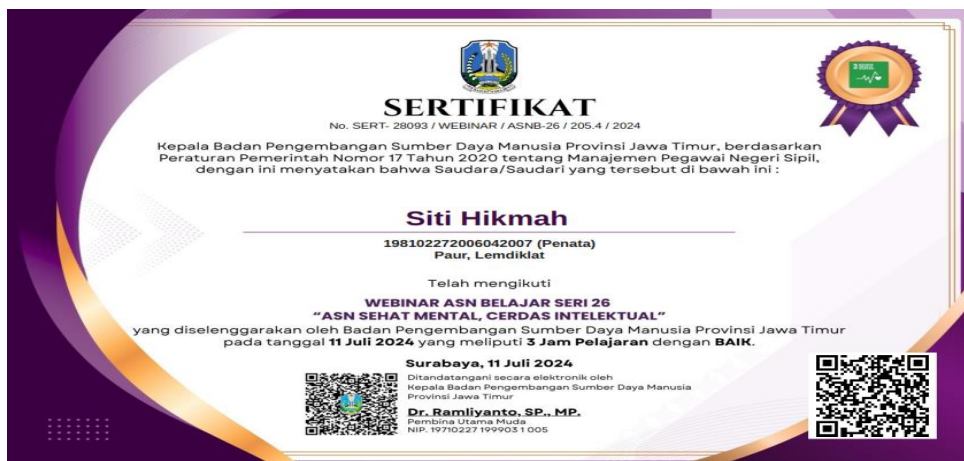 SERTIFIKAT
No. SERT- 28093 / WEBINAR / ASNB-26 / 205.4 / 2024
Kepala Badan Pengembangan Sumber Daya Manusia Provinsi Jawa Timur, berdasarkan
Peraturan Pemerintah Nomor 17 Tahun 2020 tentang Manajemen Pegawai Negeri Sipil,
dengan ini menyatakan bahwa Saudara/Saudari yang tersebut di bawah ini :
Siti Hikmah
198102272006042007 (Penata)
Paur, Lemdiklat
Telah mengikuti
WEBINAR ASN BELAJAR SERI 26
“ASN SEHAT MENTAL, CERDAS INTELEKTUAL”
yang diselenggarakan oleh Badan Pengembangan Sumber Daya Manusia Provinsi Jawa Timur
pada tanggal 11 Juli 2024 yang meliputi 3 Jam Pelajaran dengan BAIK.
Surabaya, 11 Juli 2024
Ditandatangani secara elektronik oleh
Kepala Badan Pengembangan Sumber Daya Manusia
Provinsi Jawa Timur
Dr. Ramliyanto, SP., MP.
Pembina Utama Muda
NIP. 19710227 199903 1 005